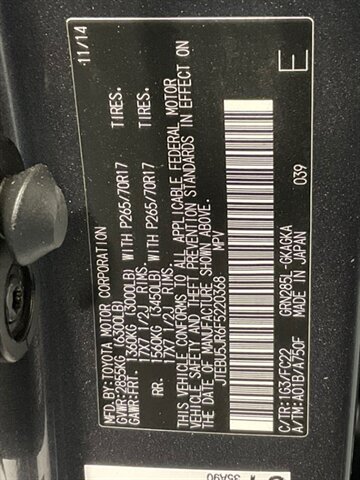 MFD.BY:TOYOTA MOTOR CORPORATION 11/14
GVWR:2855KG (6300LB)
GAWR:FRT. 1360KG (3000LB) WITH P265/70R17 TIRES.
17X7 1/2J RIMS
RR. 1560KG (3450LB) WITH P265/70R17 TIRES.
17X7 1/2J RIMS
THIS VEHICLE CONFORMS TO ALL APPLICABLE FEDERAL MOTOR
VEHICLE SAFETY AND THEFT PREVENTION STANDARDS IN EFFECT ON
THE DATE OF MANUFACTURE SHOWN ABOVE.
JTEBU5JR6F5220368 MPV
C/TR:1G3/FC22 GRN285L-GKAGKA
A/TM:A01B/A750F MADE IN JAPAN 039 E
35A90